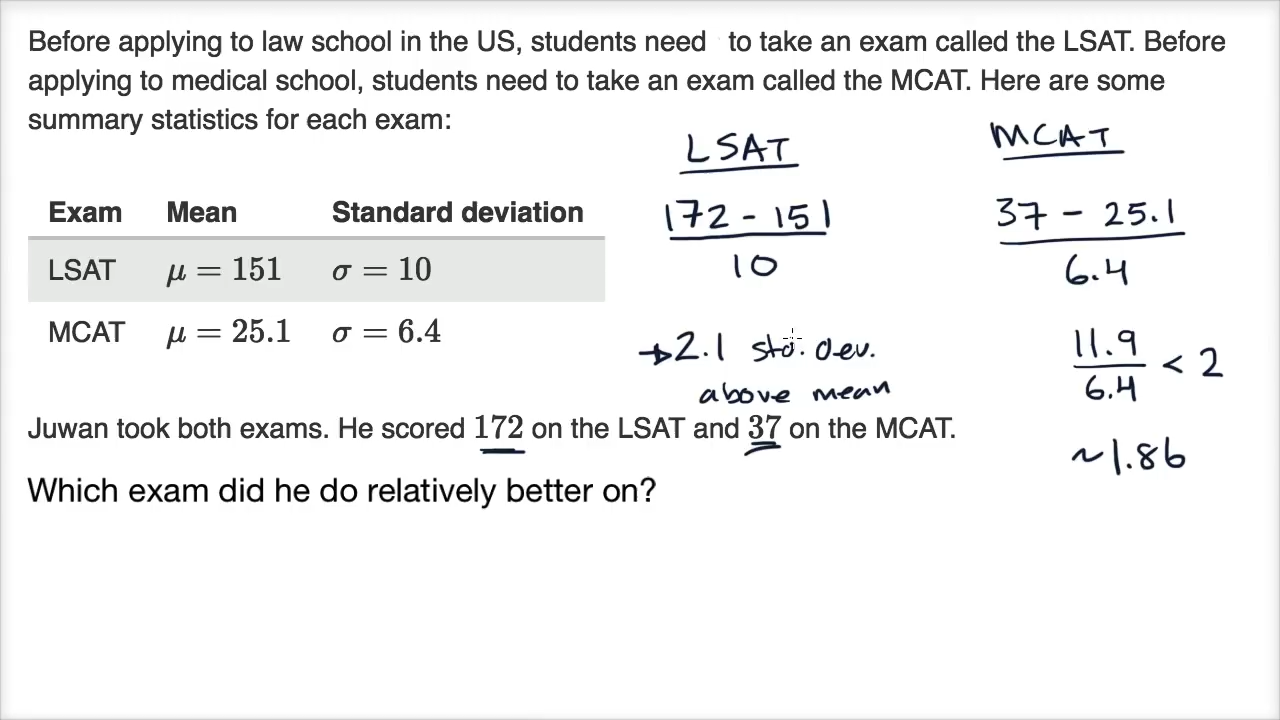 Before applying to law school in the US, students need to take an exam called the LSAT. Before
applying to medical school, students need to take an exam called the MCAT. Here are some
summary statistics for each exam:
LSAT
MCAT
Exam Mean Standard deviation
172 - 151
10
37 - 25.1
6.4
LSAT μ = 151 σ = 10
MCAT μ = 25.1 σ = 6.4
→2.1 std. dev.
above mean
11.9
6.4
< 2
~1.86
Juwan took both exams. He scored 172 on the LSAT and 37 on the MCAT.
Which exam did he do relatively better on?